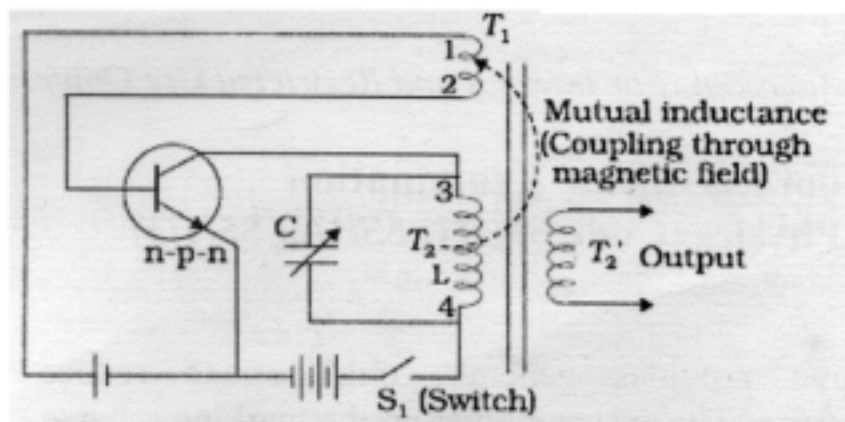 T1
1
2
Mutual inductance
(Coupling through
magnetic field)
3
C
T2
n-p-n
L
T2' Output
4
S1 (Switch)